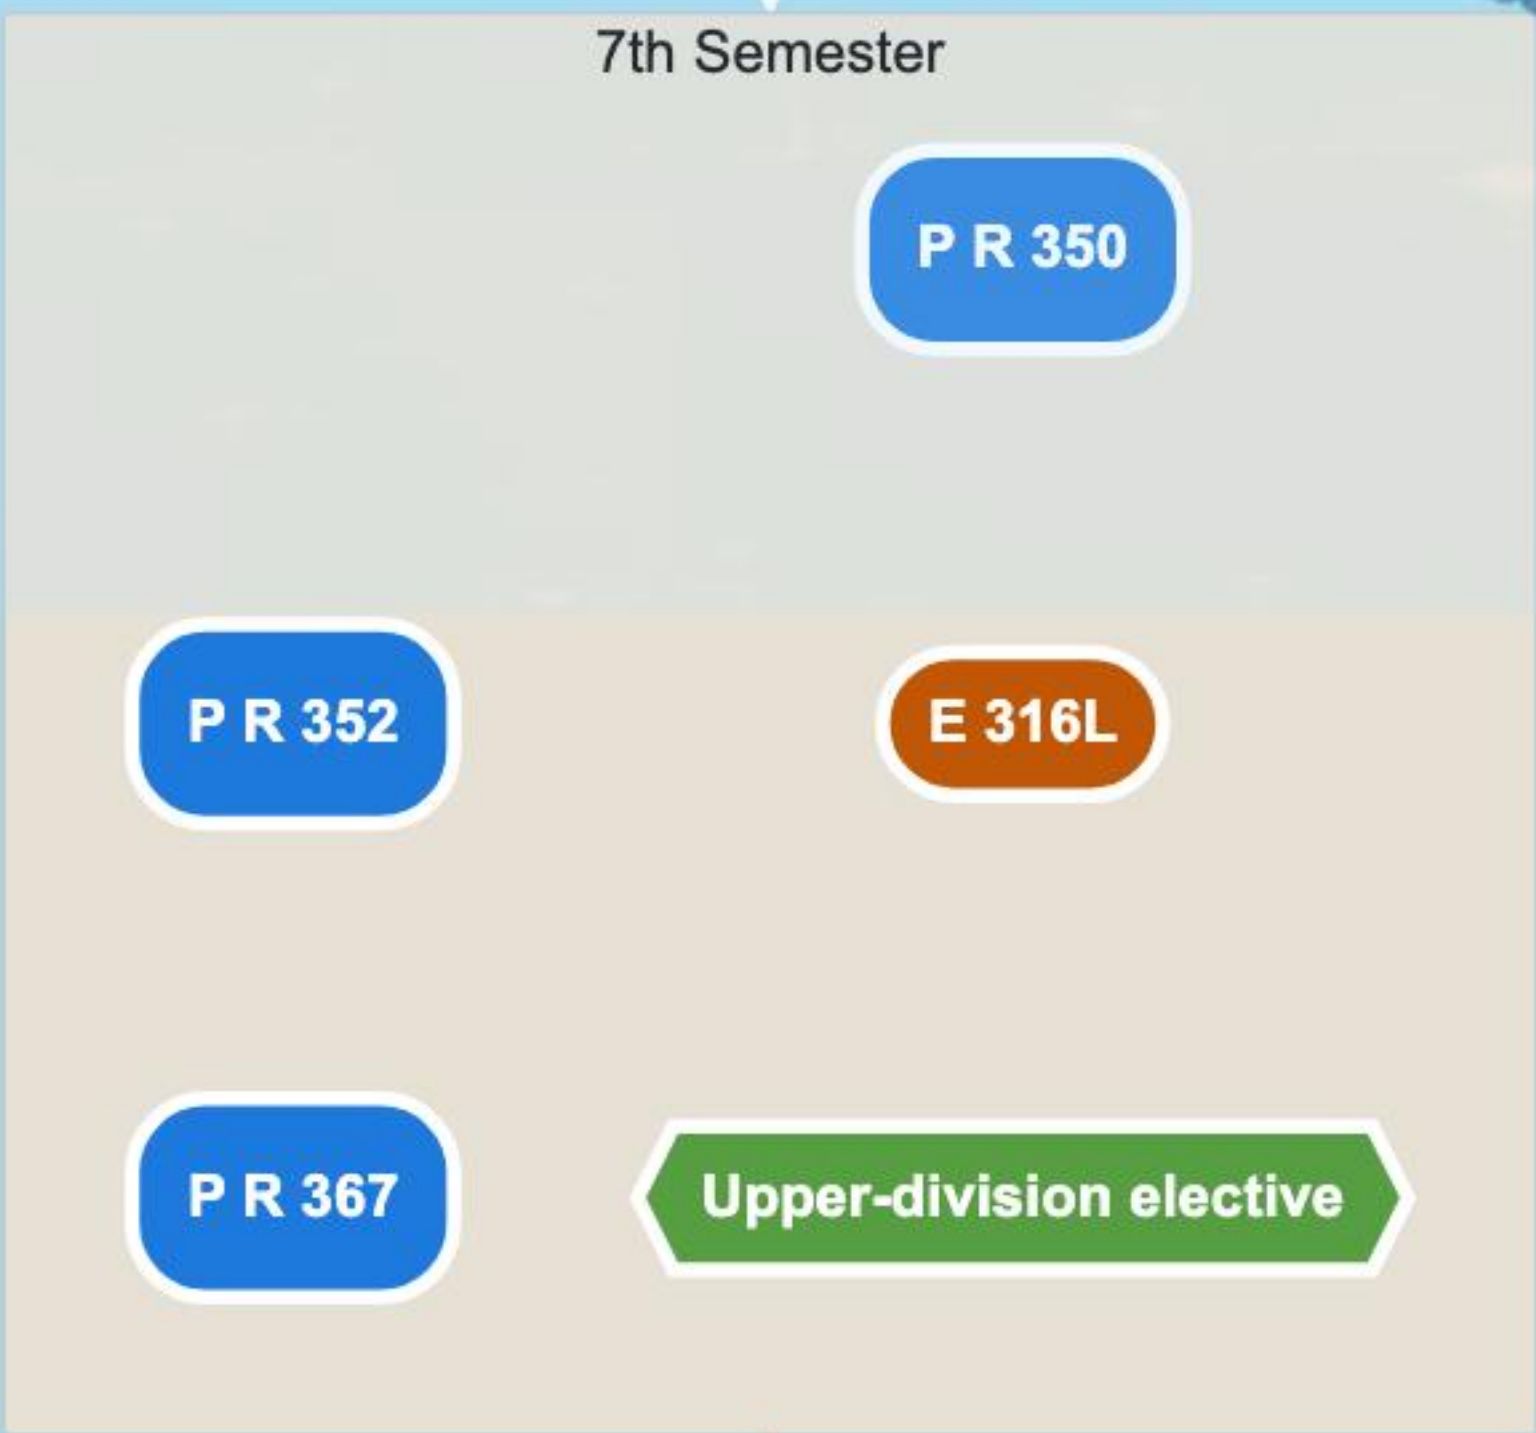 7th Semester
P R 350
P R 352
E 316L
P R 367
Upper-division elective